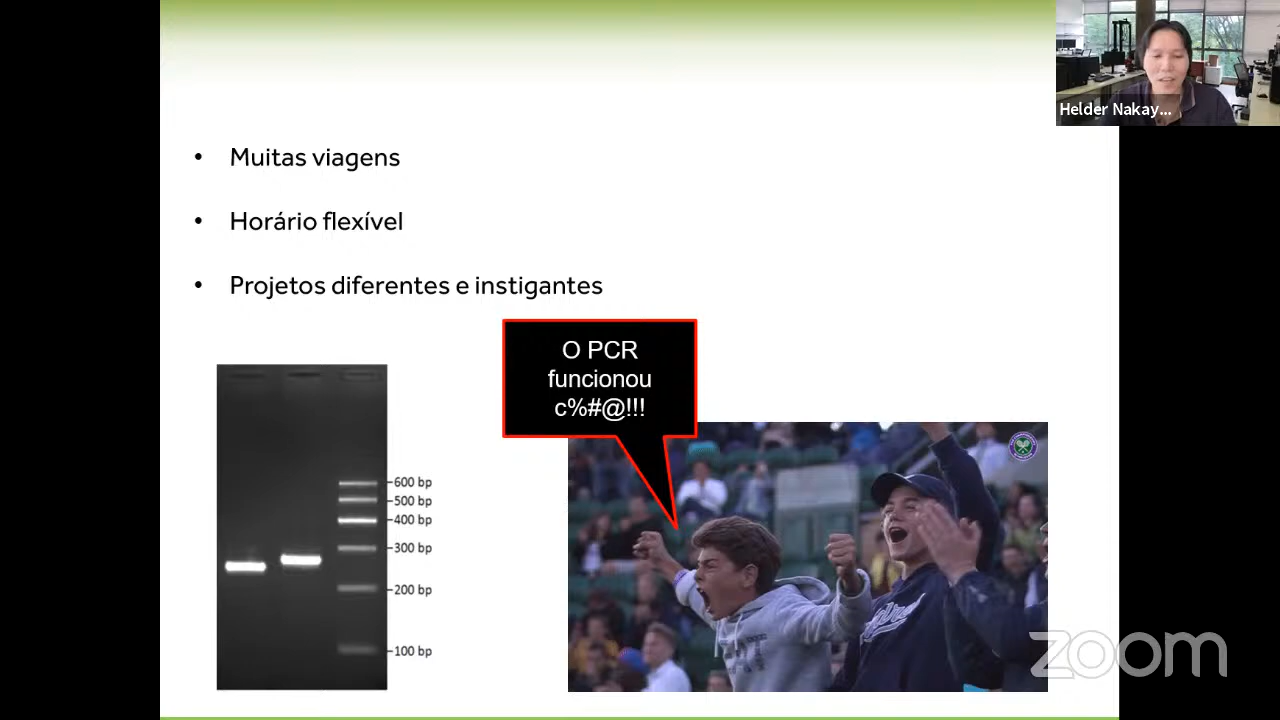 Helder Nakay...
• Muitas viagens
• Horário flexível
• Projetos diferentes e instigantes
O PCR
funcionou
c%#@!!!
600 bp
500 bp
400 bp
300 bp
200 bp
100 bp
zoom